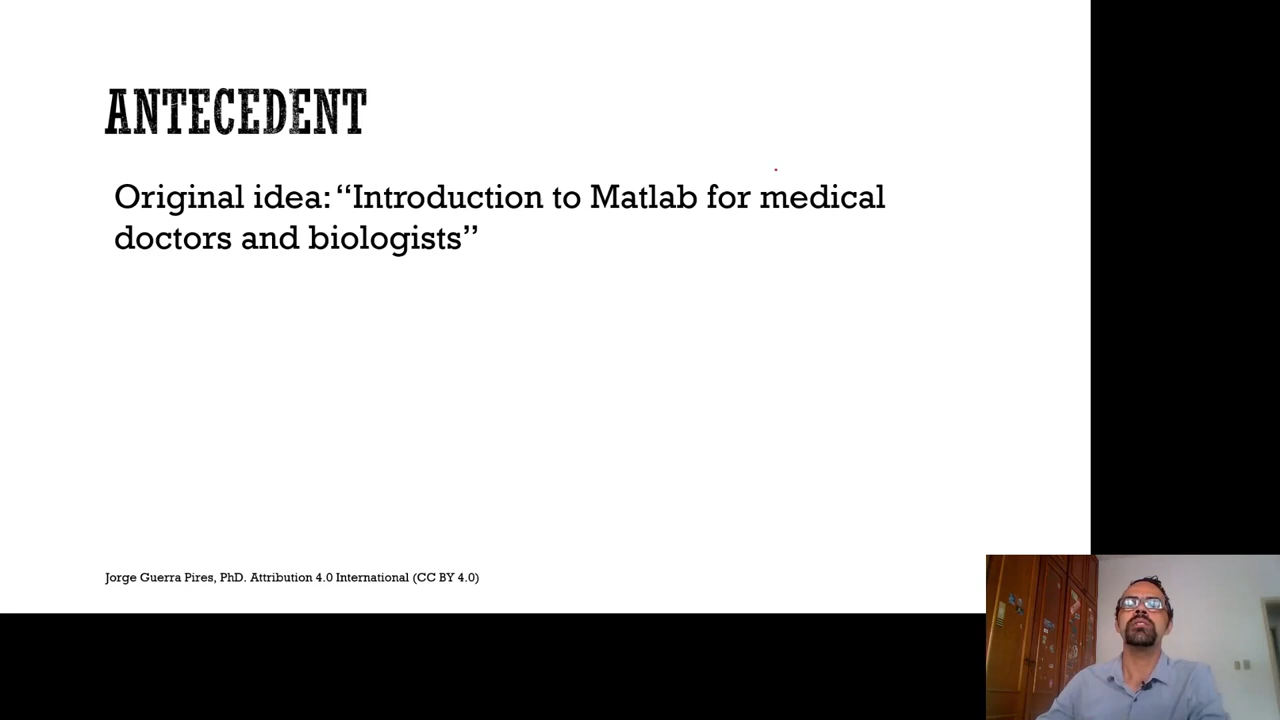 ANTECEDENT
Original idea: “Introduction to Matlab for medical
doctors and biologists”
Jorge Guerra Pires, PhD. Attribution 4.0 International (CC BY 4.0)